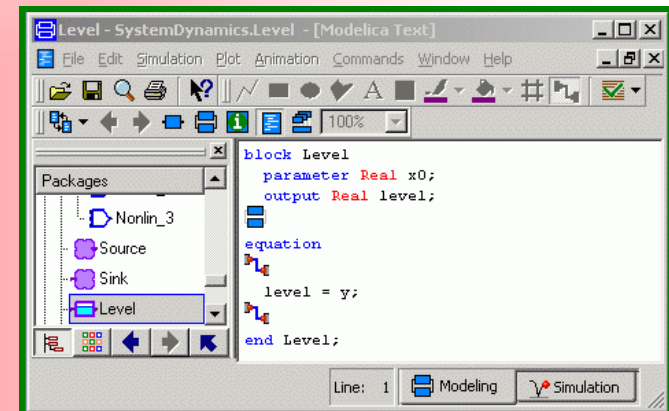 Level - SystemDynamics.Level - [Modelica Text]
File Edit Simulation Plot Animation Commands Window Help
A
100%
Packages
Nonlin_3
Source
Sink
Level
block Level
parameter Real x0;
output Real level;
equation
level = y;
end Level;
Line: 1 Modeling Simulation